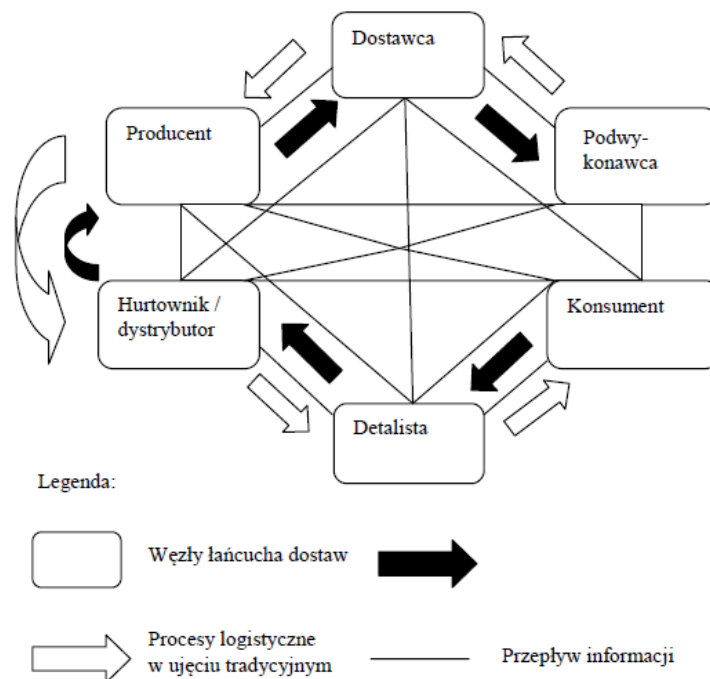 Dostawca
Producent
Podwy-
konawca
Hurtownik /
dystrybutor
Konsument
Detalista
Legenda:
Węzły łańcucha dostaw
Procesy logistyczne
w ujęciu tradycyjnym
Przepływ informacji